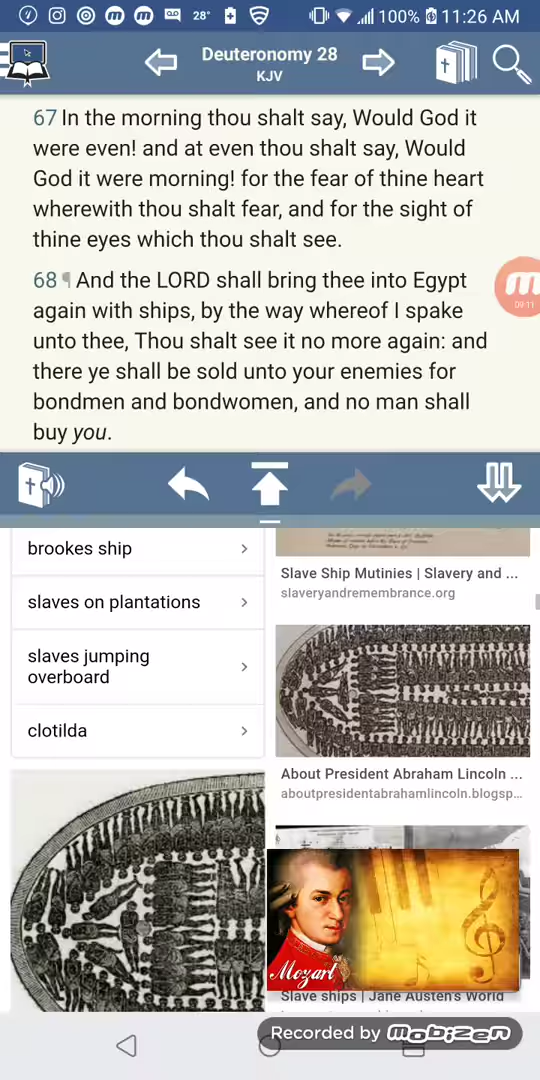 28°
100%
11:26 AM
Deuteronomy 28
KJV
67 In the morning thou shalt say, Would God it
were even! and at even thou shalt say, Would
God it were morning! for the fear of thine heart
wherewith thou shalt fear, and for the sight of
thine eyes which thou shalt see.
68 ¶ And the LORD shall bring thee into Egypt
again with ships, by the way whereof I spake
unto thee, Thou shalt see it no more again: and
there ye shall be sold unto your enemies for
bondmen and bondwomen, and no man shall
buy you.
09:11
brookes ship
slaves on plantations
slaves jumping
overboard
clotilda
Slave Ship Mutinies | Slavery and ...
slaveryandremembrance.org
About President Abraham Lincoln ...
aboutpresidentabrahamlincoln.blogsp...
Mozart
Slave ships | Jane Austen's World
Recorded by mobizen